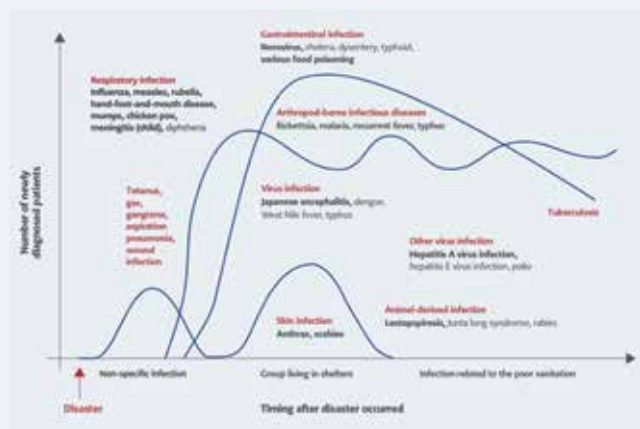 Gastrointestinal infection
Norovirus, cholera, dysentery, typhoid,
various food poisoning
Respiratory infection
Influenza, measles, rubella,
hand-foot-and-mouth disease,
mumps, chicken pox,
meningitis (child), diphtheria
Arthropod-borne infectious diseases
Rickettsia, malaria, recurrent fever, typhus
Number of newly
diagnosed patients
Tetanus,
gas,
gangrene,
aspiration
pneumonia,
wound
infection
Virus infection
Japanese encephalitis, dengue,
West Nile fever, typhus
Tuberculosis
Other virus infection
Hepatitis A virus infection,
hepatitis E virus infection, polio
Skin infection
Anthrax, scabies
Animal-derived infection
Leptospirosis, lung syndrome, rabies
Non-specific infection
Group living in shelters
Infection related to the poor sanitation
Disaster
Timing after disaster occurred